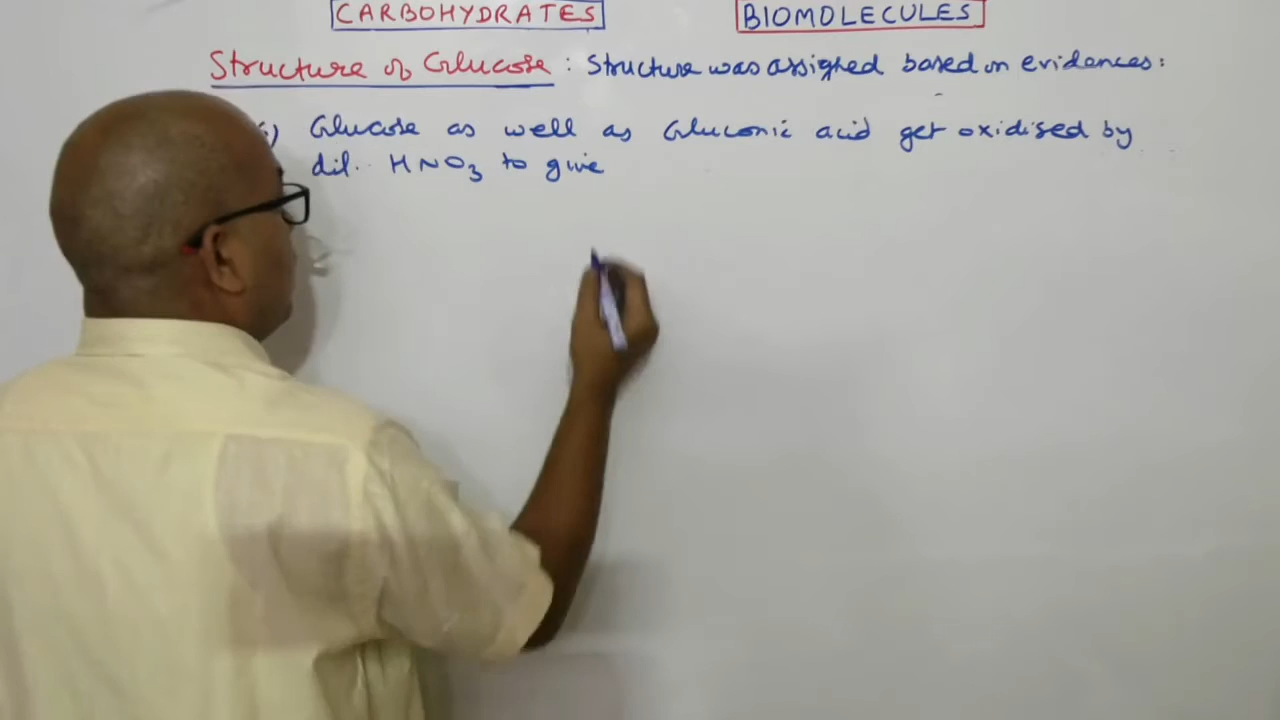 CARBOHYDRATES BIOMOLECULES
Structure of Glucose : Structure was assigned based on evidences:
) Glucose as well as Gluconic acid get oxidised by
dil. HNO3 to give